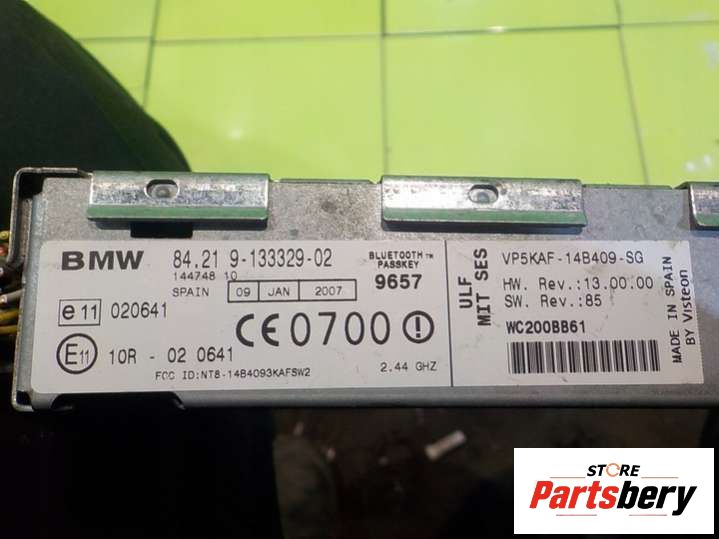 BMW 84.21 9-133329-02
144748 10
SPAIN 09 JAN 2007
BLUETOOTH TM
PASSKEY
9657
e11 020641
CE0700
E11 10R - 02 0641
FCC ID:NT8-14B4093KAFSW2
2.44 GHZ
ULF
MIT SES
VP5KAF-14B409-SG
HW. Rev.:13.00.00
SW. Rev.:85
WC200BB61
MADE IN SPAIN
BY Visteon
STORE
Partsbery